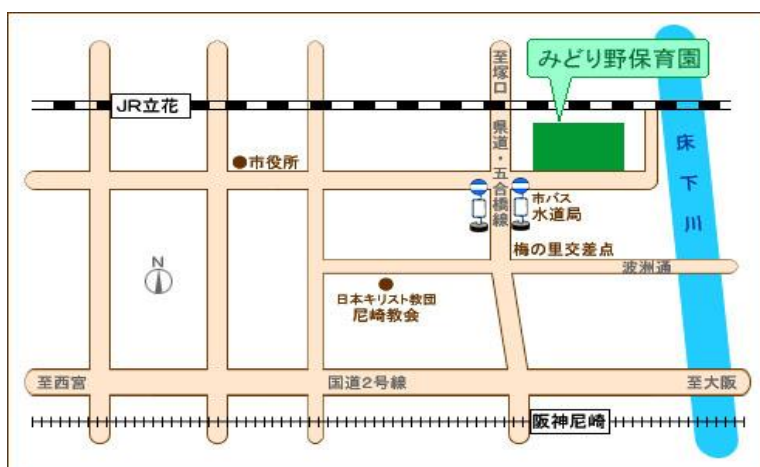 みどり野保育園
至塚口
JR立花
県道・五合橋線
床下川
市役所
市バス
水道局
梅の里交差点
N
波洲通
日本キリスト教団
尼崎教会
至西宮
国道2号線
至大阪
阪神尼崎